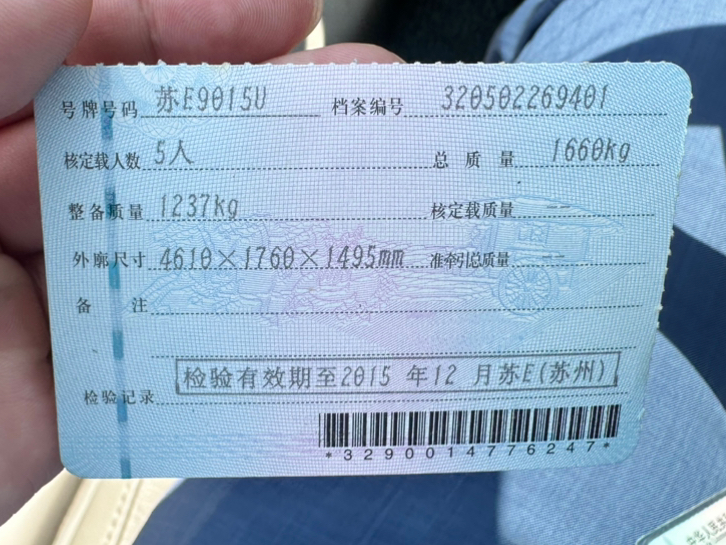 号牌号码 苏E9015U 档案编号 320502269401
核定载人数 5人 总质量 1660kg
整备质量 1237kg 核定载质量 --
外廓尺寸 4610×1760×1495mm 准牵引总质量 --
备注
检验有效期至2015 年12 月苏E(苏州)
检验记录
*3290014776247*